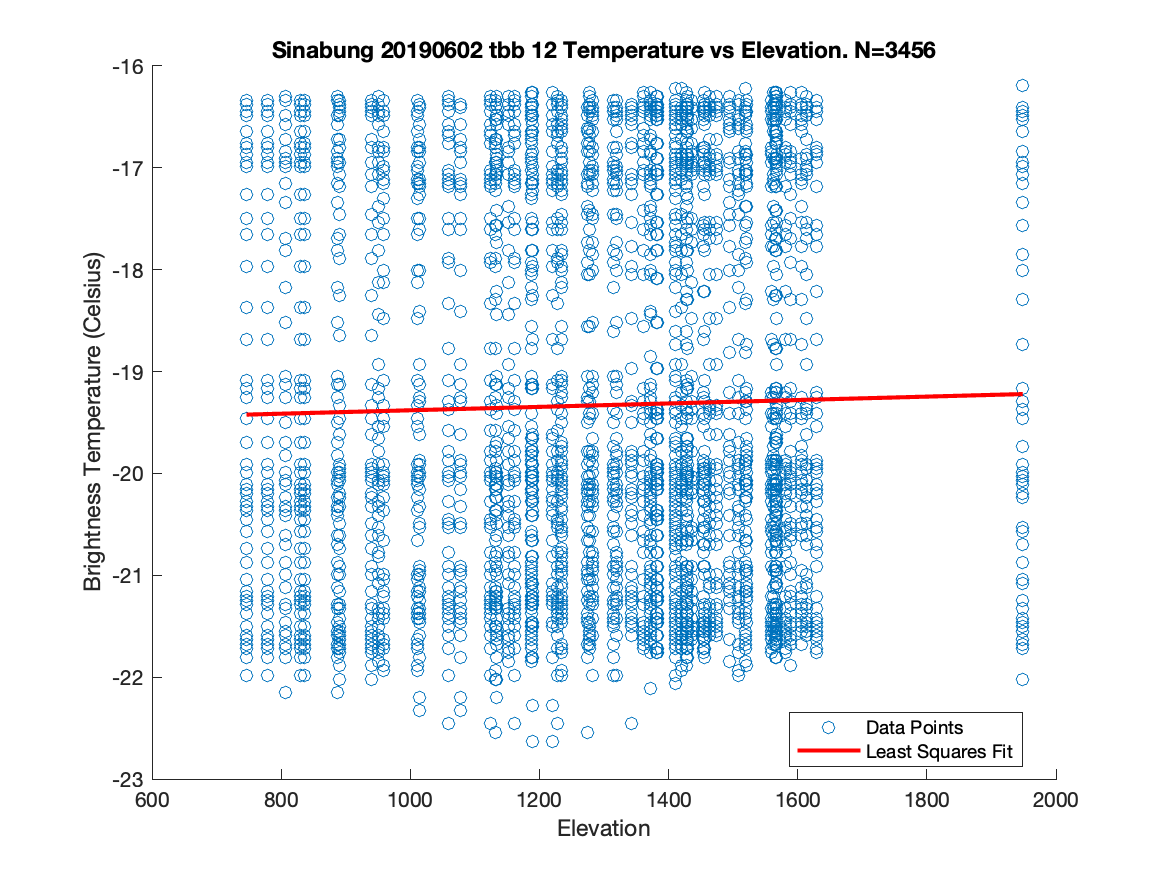 Sinabung 20190602 tbb 12 Temperature vs Elevation. N=3456
-16
-17
-18
-19
-20
-21
-22
-23
Brightness Temperature (Celsius)
Data Points
Least Squares Fit
600 800 1000 1200 1400 1600 1800 2000
Elevation